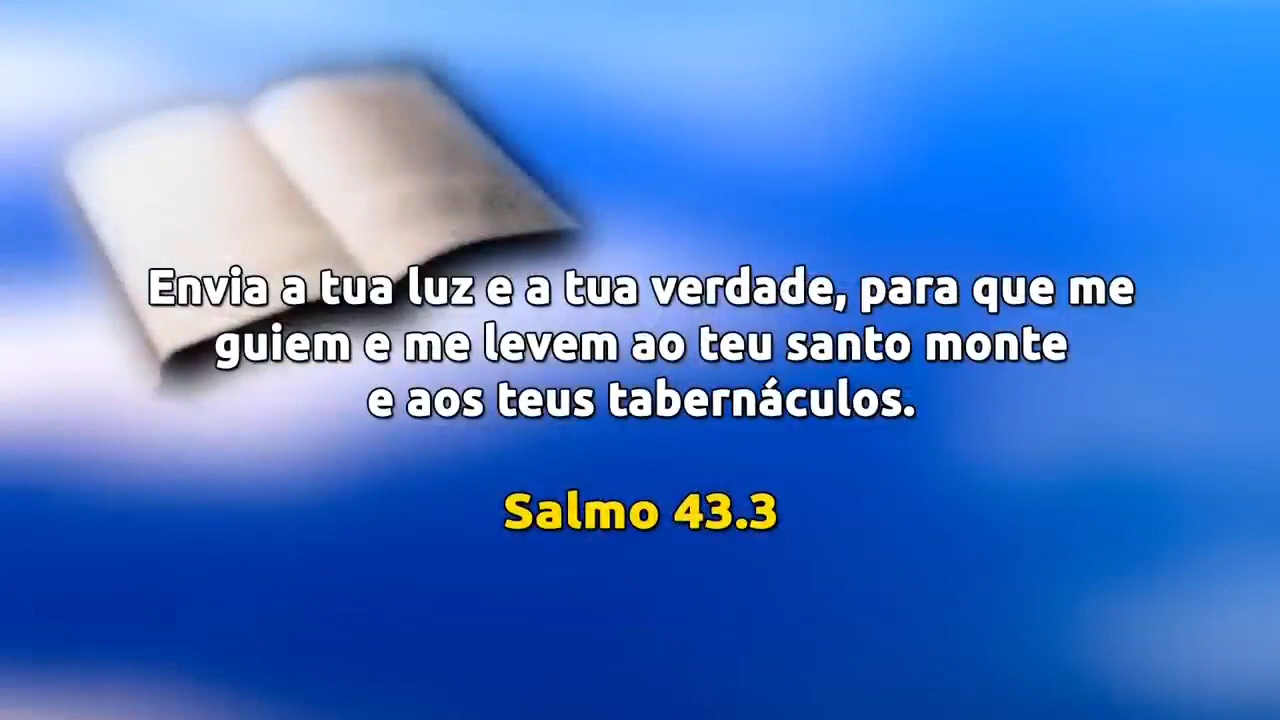 Envia a tua luz e a tua verdade, para que me
guiem e me levem ao teu santo monte
e aos teus tabernáculos.
Salmo 43.3